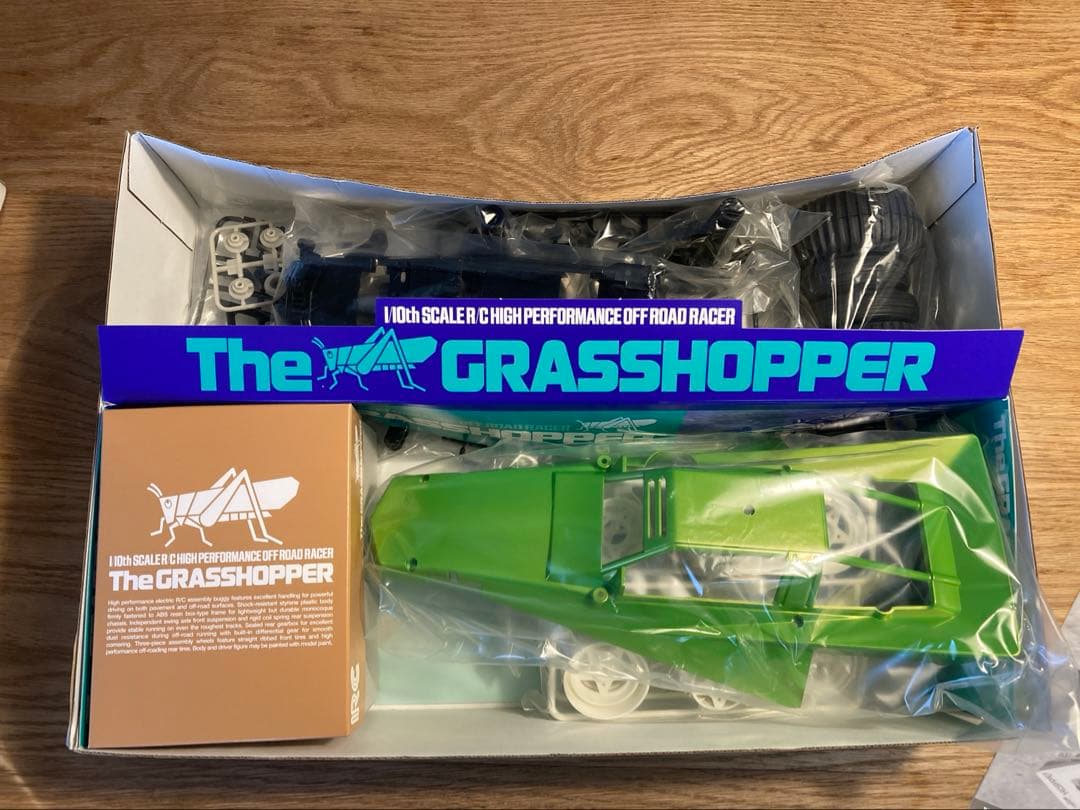 1/10th SCALE R/C HIGH PERFORMANCE OFF ROAD RACER
The GRASSHOPPER
ROAD RACER
SHOPPER
1/10th SCALE R/C HIGH PERFORMANCE OFF ROAD RACER
The GRASSHOPPER
High performance electric R/C assembly buggy features excellent handling for powerful
driving on both pavement and off-road surfaces. Shock-resistant styrene plastic body
firmly fastened to ABS resin box-type frame for lightweight but durable monocoque
chassis. Independent swing axle front suspension and rigid coil spring rear suspension
provide stable running on even the roughest tracks. Sealed rear gearbox for excellent
dust resistance during off-road running with built-in differential gear for smooth
cornering. Three-piece assembly wheels feature straight ribbed front tires and high
performance off-roading rear tire. Body and driver figure may be painted with model paint.
R/C
The